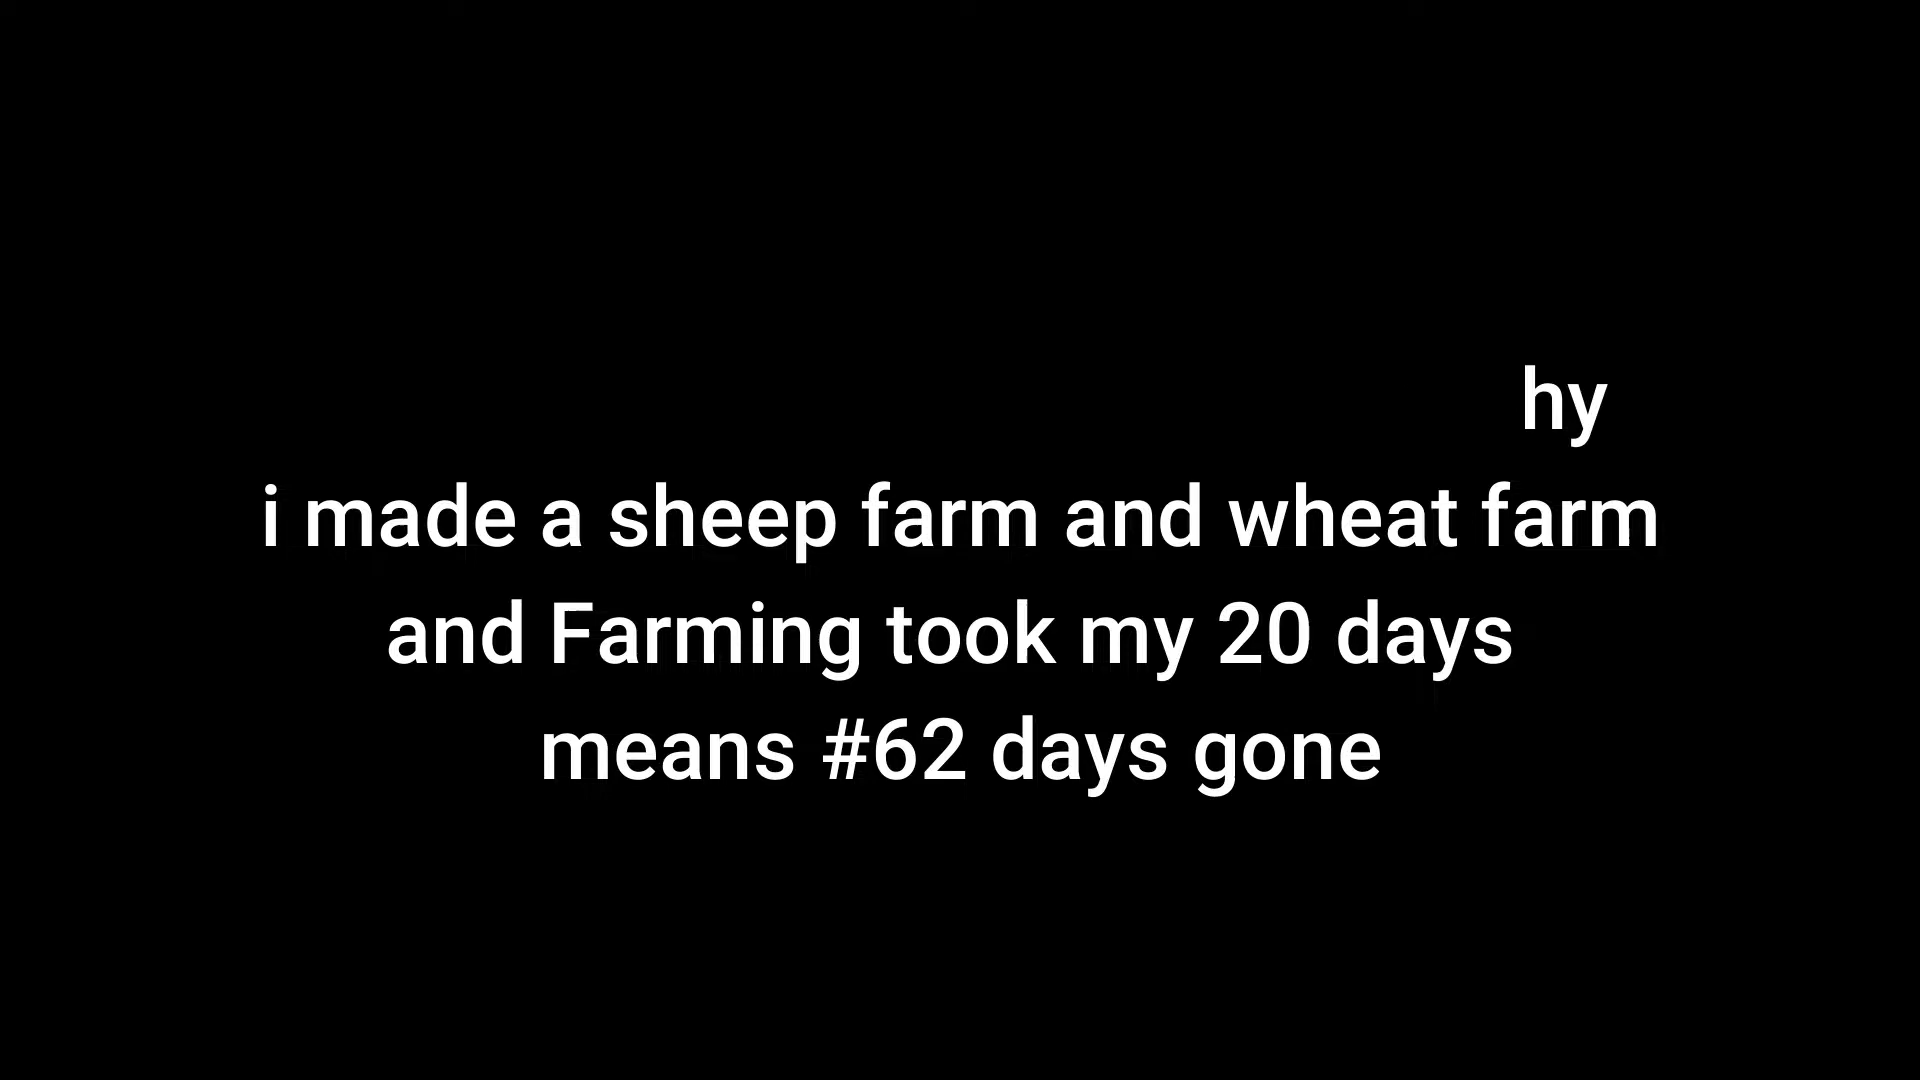 hy
i made a sheep farm and wheat farm
and Farming took my 20 days
means #62 days gone